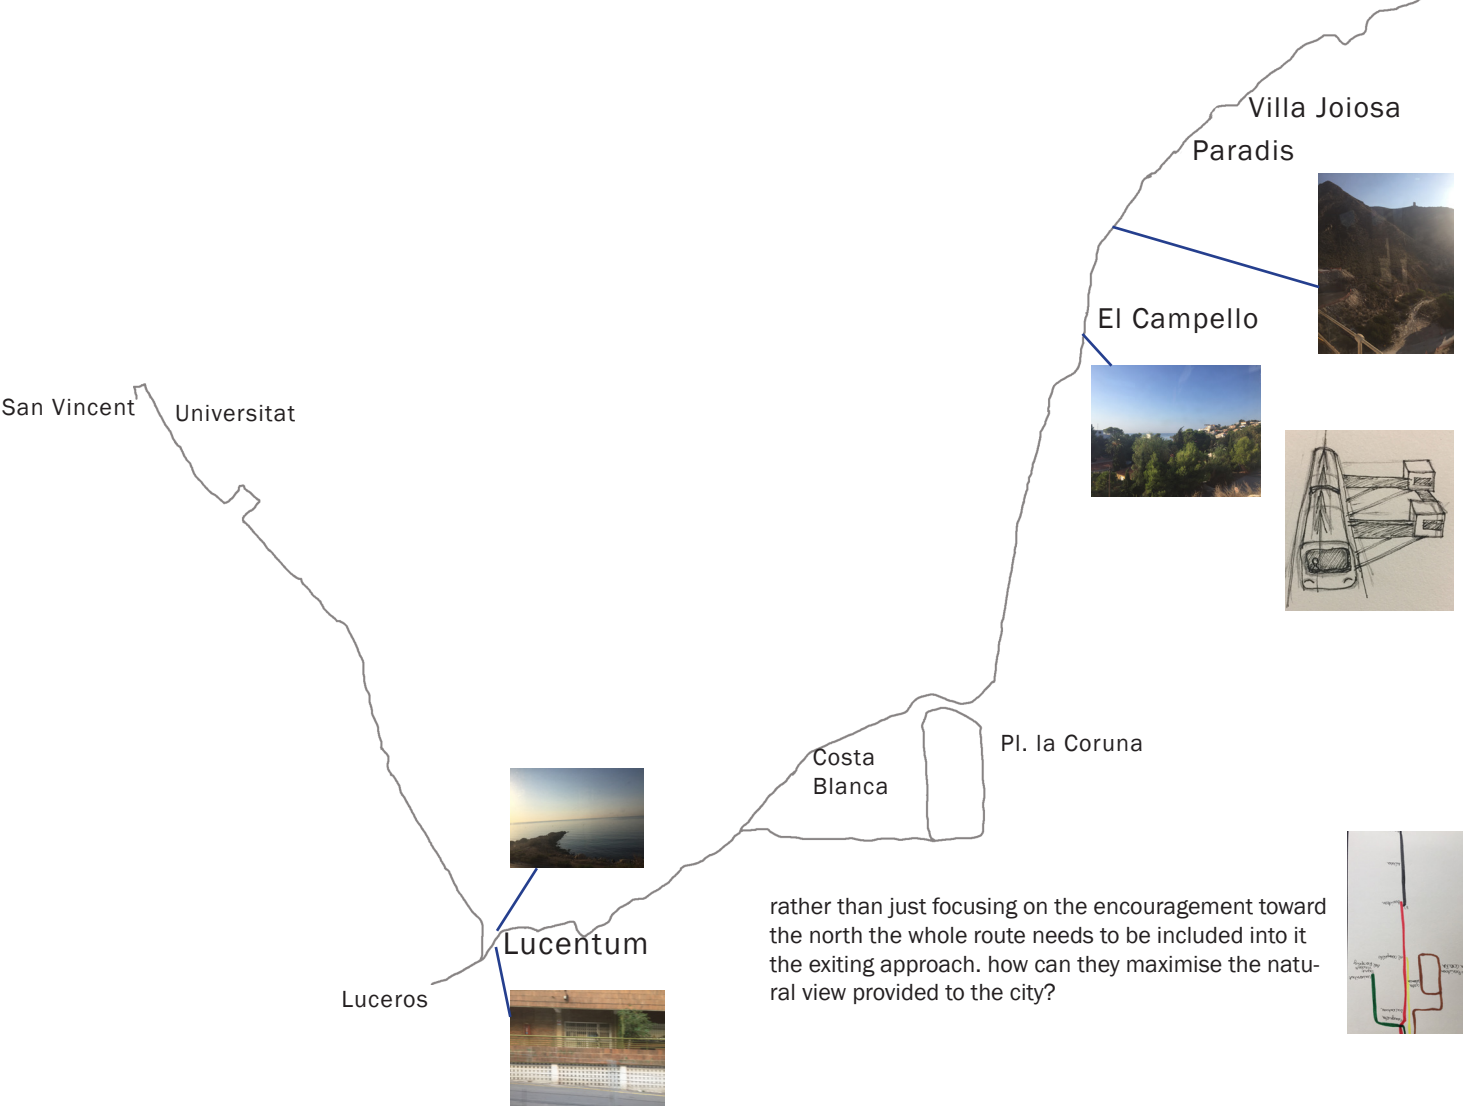 Villa Joiosa
Paradis
El Campello
San Vincent
Universitat
Pl. la Coruna
Costa
Blanca
rather than just focusing on the encouragement toward
the north the whole route needs to be included into it
the exiting approach. how can they maximise the natu-
ral view provided to the city?
Lucentum
Luceros